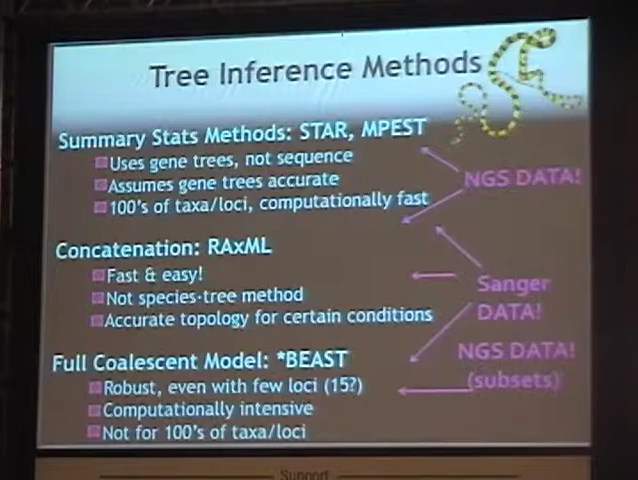 Tree Inference Methods
Summary Stats Methods: STAR, MPEST
Uses gene trees, not sequence
Assumes gene trees accurate
100's of taxa/loci, computationally fast
NGS DATA!
Concatenation: RAxML
Fast & easy!
Not species-tree method
Accurate topology for certain conditions
Sanger
DATA!
Full Coalescent Model: *BEAST
Robust, even with few loci (15?)
Computationally intensive
Not for 100's of taxa/loci
NGS DATA!
(subsets)
Support